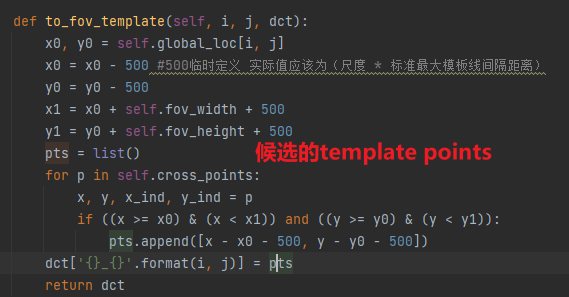 def to_fov_template(self, i, j, dct):
x0, y0 = self.global_loc[i, j]
x0 = x0 - 500 #500临时定义 实际值应该为（尺度 * 标准最大模板线间隔距离）
y0 = y0 - 500
x1 = x0 + self.fov_width + 500
y1 = y0 + self.fov_height + 500
pts = list()
候选的template points
for p in self.cross_points:
x, y, x_ind, y_ind = p
if ((x >= x0) & (x < x1)) and ((y >= y0) & (y < y1)):
pts.append([x - x0 - 500, y - y0 - 500])
dct['{}_{}'.format(i, j)] = pts
return dct